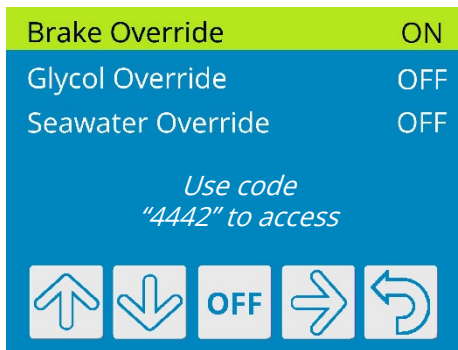 Brake Override ON
Glycol Override OFF
Seawater Override OFF
Use code
“4442” to access
OFF